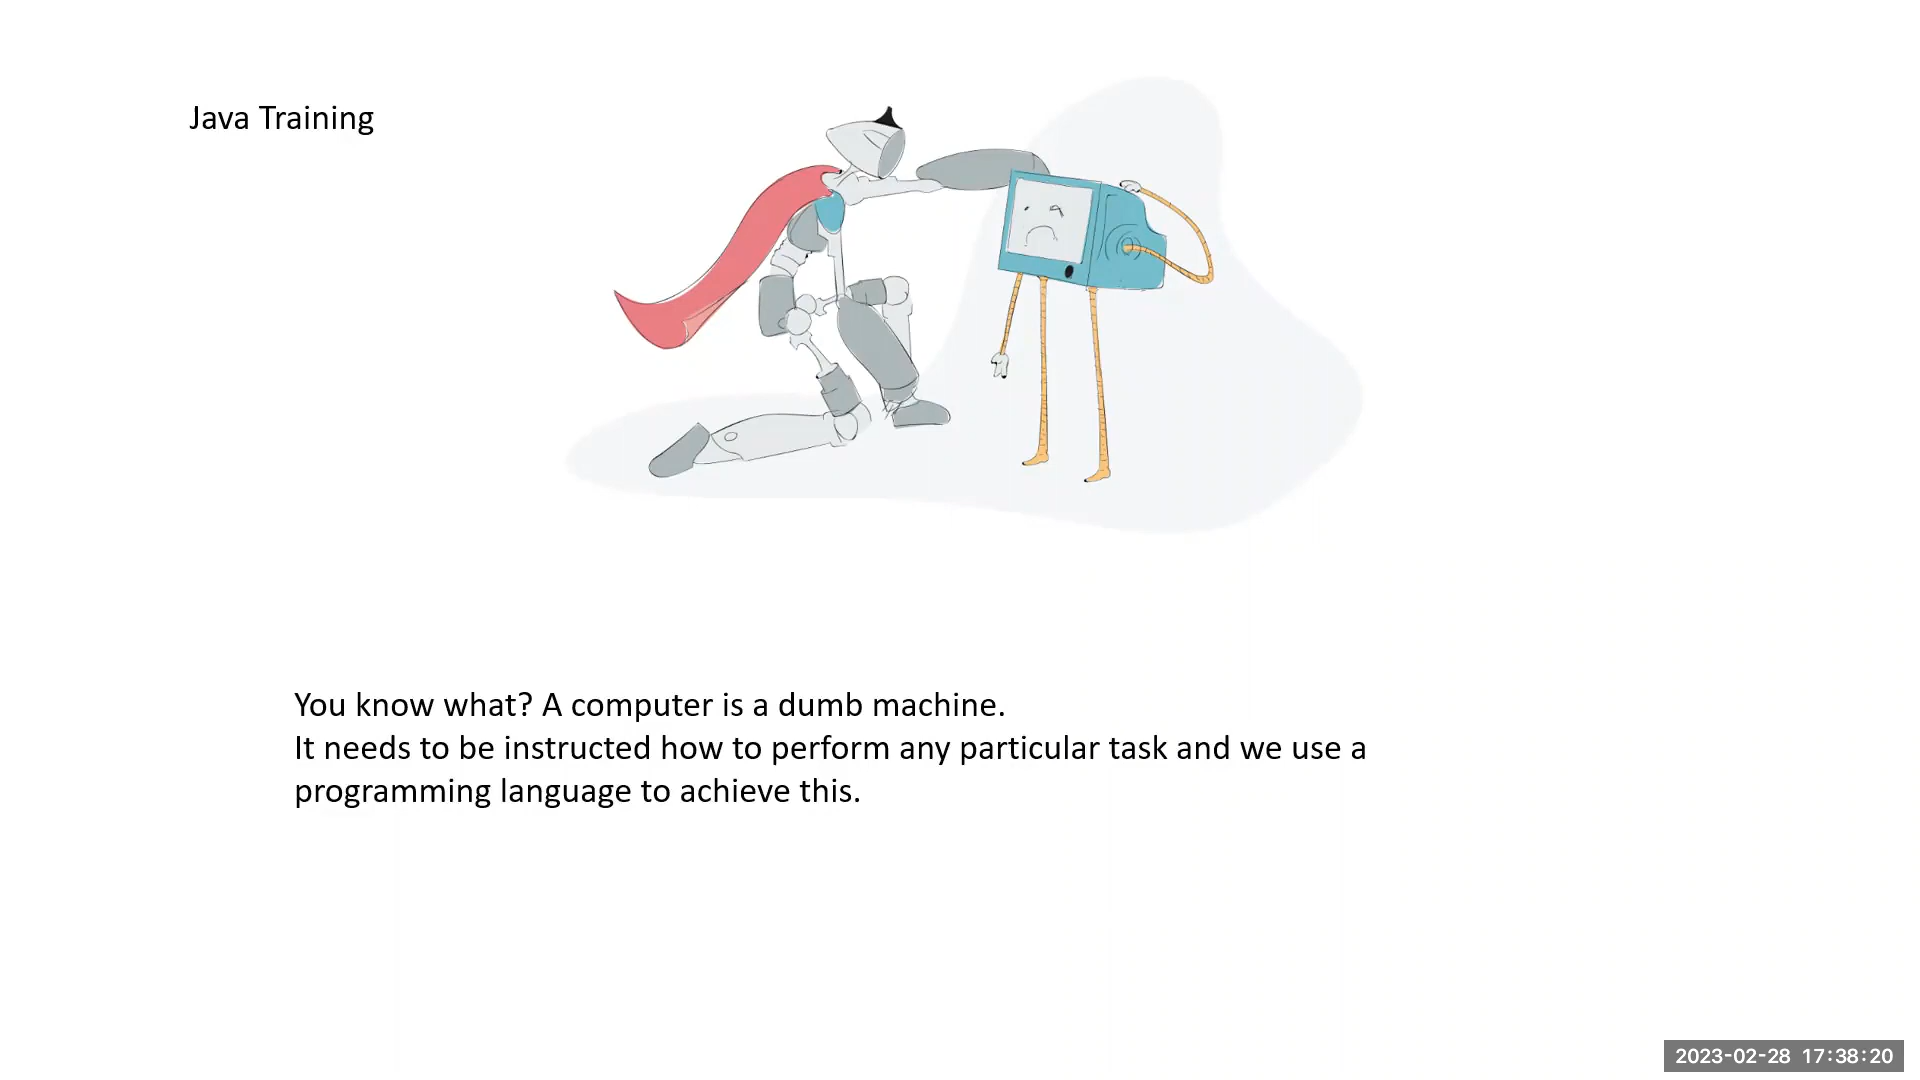 Java Training
You know what? A computer is a dumb machine.
It needs to be instructed how to perform any particular task and we use a
programming language to achieve this.
2023-02-28 17:38:20